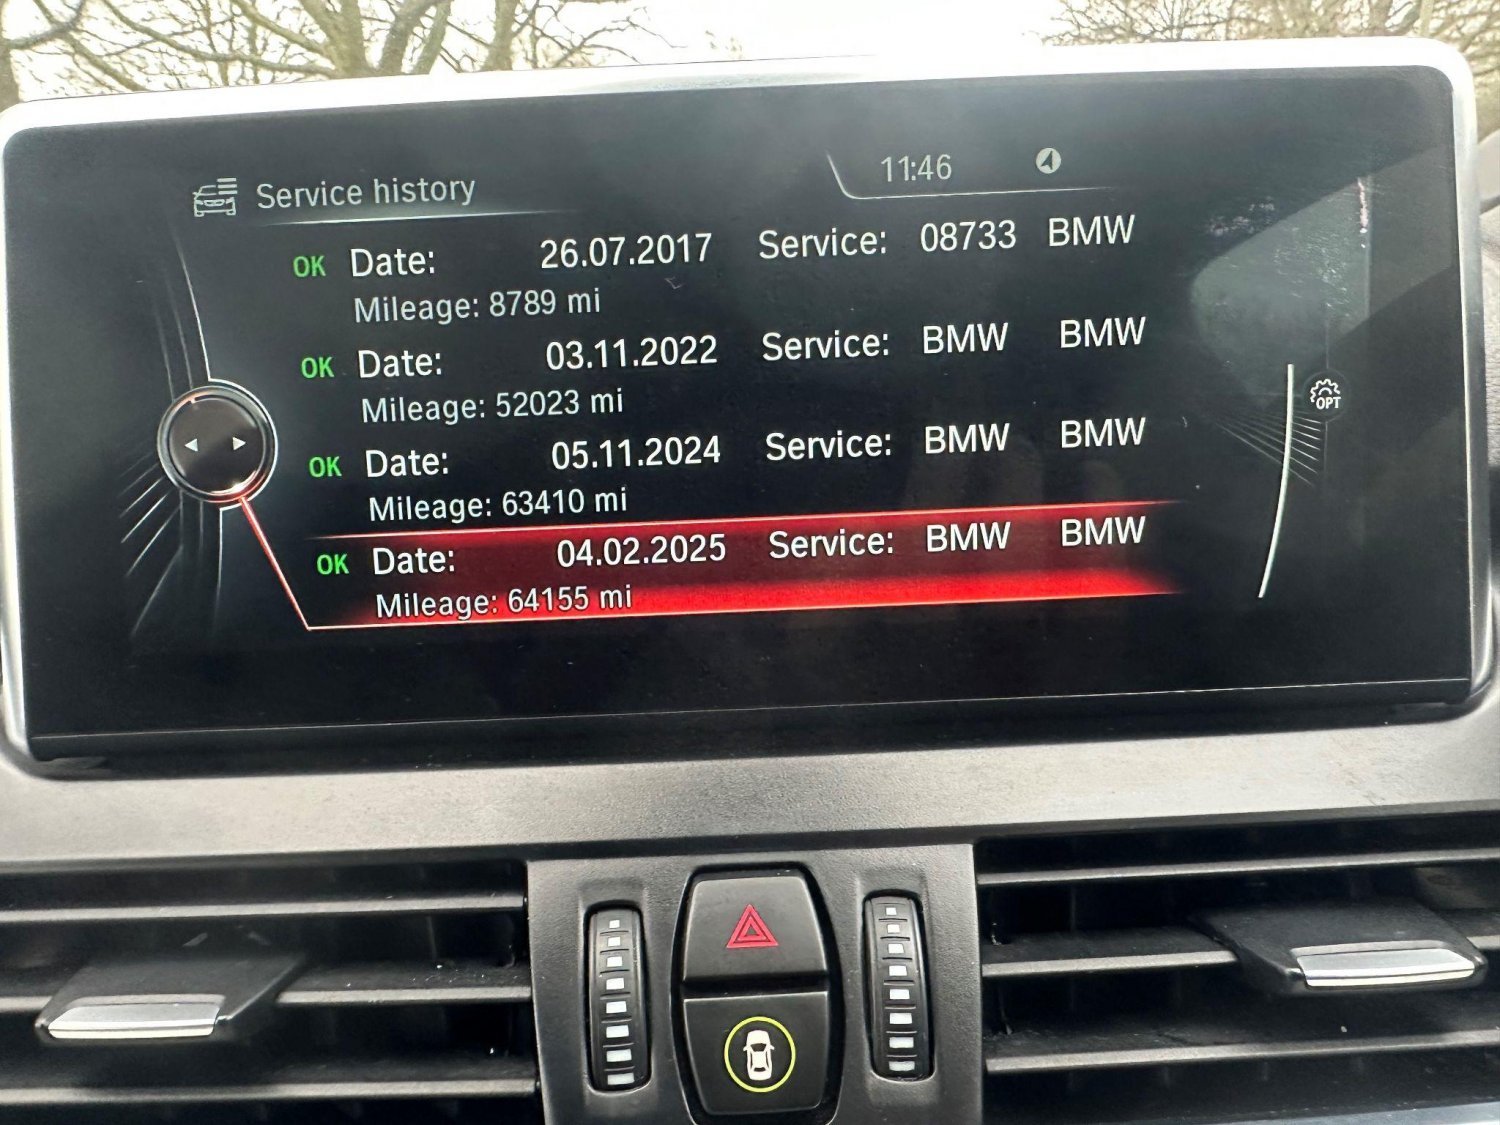 Service history
11:46
OK Date: 26.07.2017 Service: 08733 BMW
Mileage: 8789 mi
OK Date: 03.11.2022 Service: BMW BMW
Mileage: 52023 mi
OK Date: 05.11.2024 Service: BMW BMW
Mileage: 63410 mi
OK Date: 04.02.2025 Service: BMW BMW
Mileage: 64155 mi
OPT